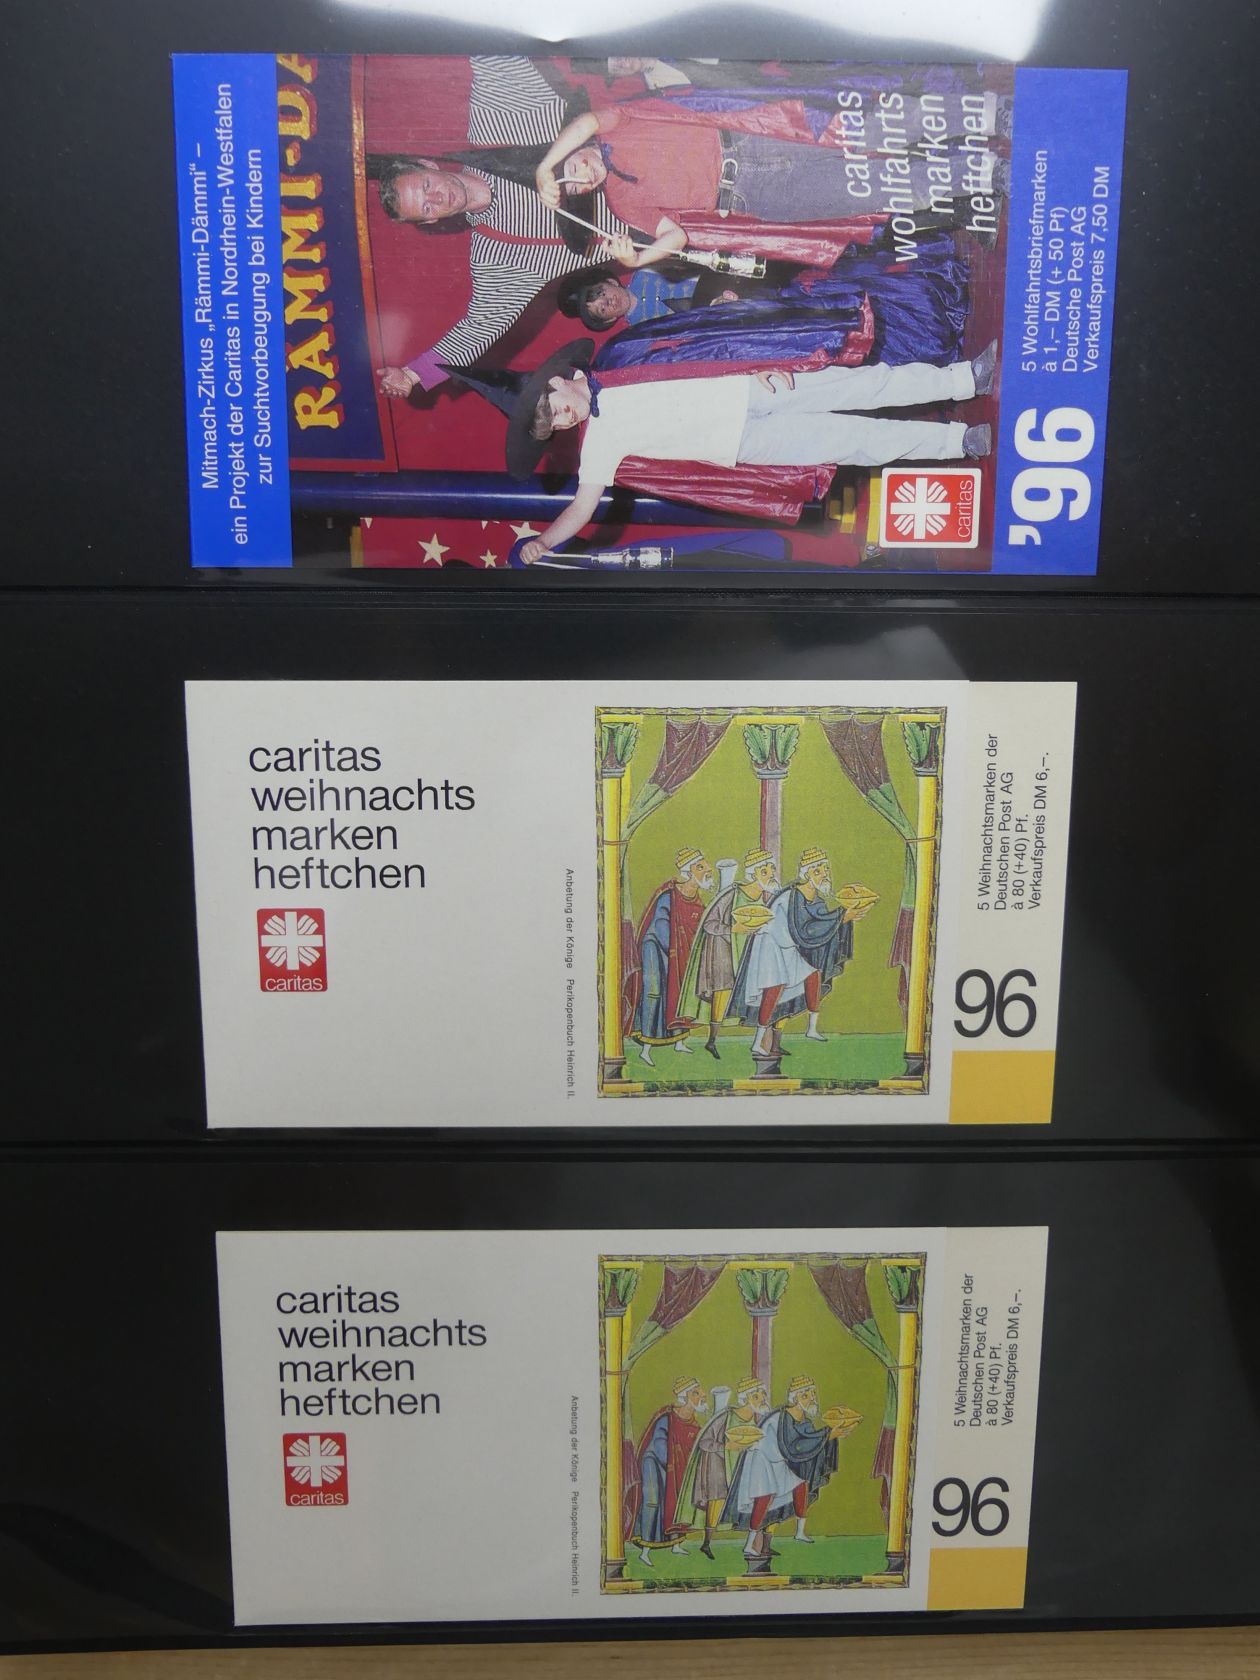 Mitmach-Zirkus „Rämmi-Dämmi“ –
ein Projekt der Caritas in Nordrhein-Westfalen
zur Suchtvorbeugung bei Kindern
RÄMMI-DÄ
caritas
wohlfahrts
marken
heftchen
caritas
'96
5 Wohlfahrtsbriefmarken
à 1,– DM (+ 50 Pf)
Deutsche Post AG
Verkaufspreis 7,50 DM
caritas
weihnachts
marken
heftchen
caritas
Anbetung der Könige Perikopenbuch Heinrich II.
96
5 Weihnachtsmarken der
Deutschen Post AG
à 80 (+40) Pf.
Verkaufspreis DM 6,–.
caritas
weihnachts
marken
heftchen
caritas
Anbetung der Könige Perikopenbuch Heinrich II.
96
5 Weihnachtsmarken der
Deutschen Post AG
à 80 (+40) Pf.
Verkaufspreis DM 6,–.